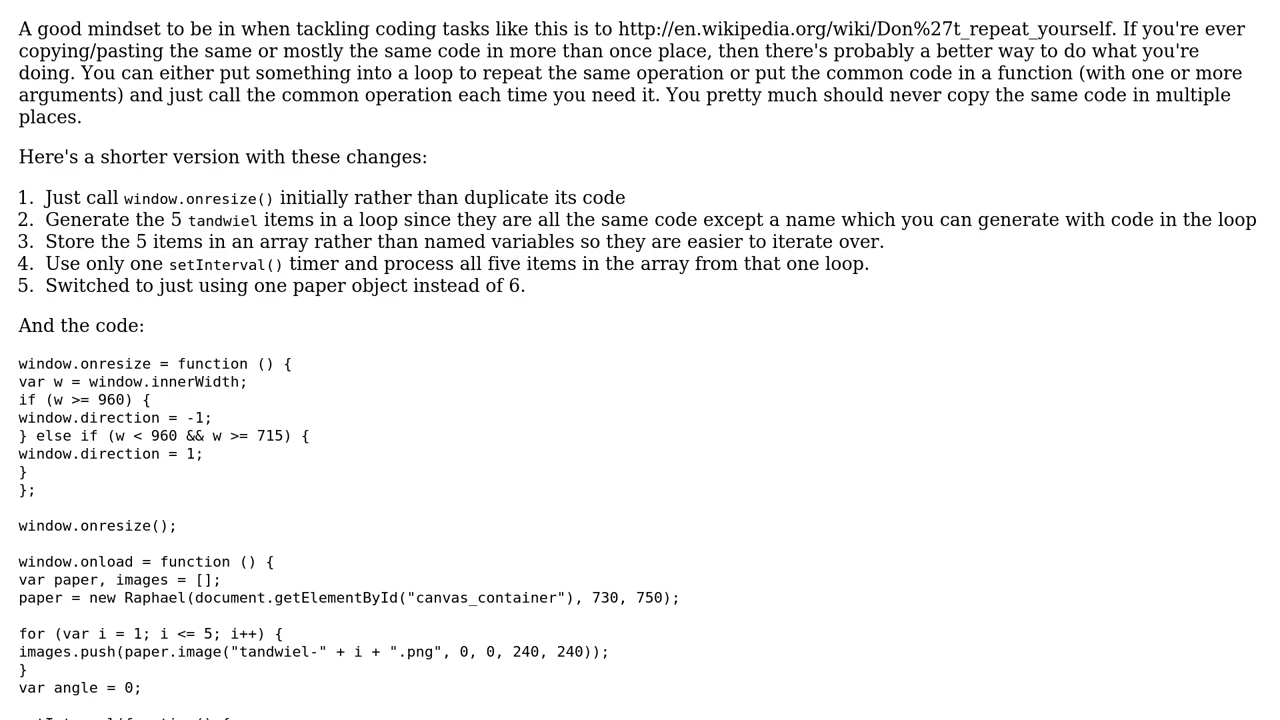 A good mindset to be in when tackling coding tasks like this is to http://en.wikipedia.org/wiki/Don%27t_repeat_yourself. If you're ever
copying/pasting the same or mostly the same code in more than once place, then there's probably a better way to do what you're
doing. You can either put something into a loop to repeat the same operation or put the common code in a function (with one or more
arguments) and just call the common operation each time you need it. You pretty much should never copy the same code in multiple
places.
Here's a shorter version with these changes:
1. Just call window.onresize() initially rather than duplicate its code
2. Generate the 5 tandwiel items in a loop since they are all the same code except a name which you can generate with code in the loop
3. Store the 5 items in an array rather than named variables so they are easier to iterate over.
4. Use only one setInterval() timer and process all five items in the array from that one loop.
5. Switched to just using one paper object instead of 6.
And the code:
window.onresize = function () {
var w = window.innerWidth;
if (w >= 960) {
window.direction = -1;
} else if (w < 960 && w >= 715) {
window.direction = 1;
}
};
window.onresize();
window.onload = function () {
var paper, images = [];
paper = new Raphael(document.getElementById("canvas_container"), 730, 750);
for (var i = 1; i <= 5; i++) {
images.push(paper.image("tandwiel-" + i + ".png", 0, 0, 240, 240));
}
var angle = 0;